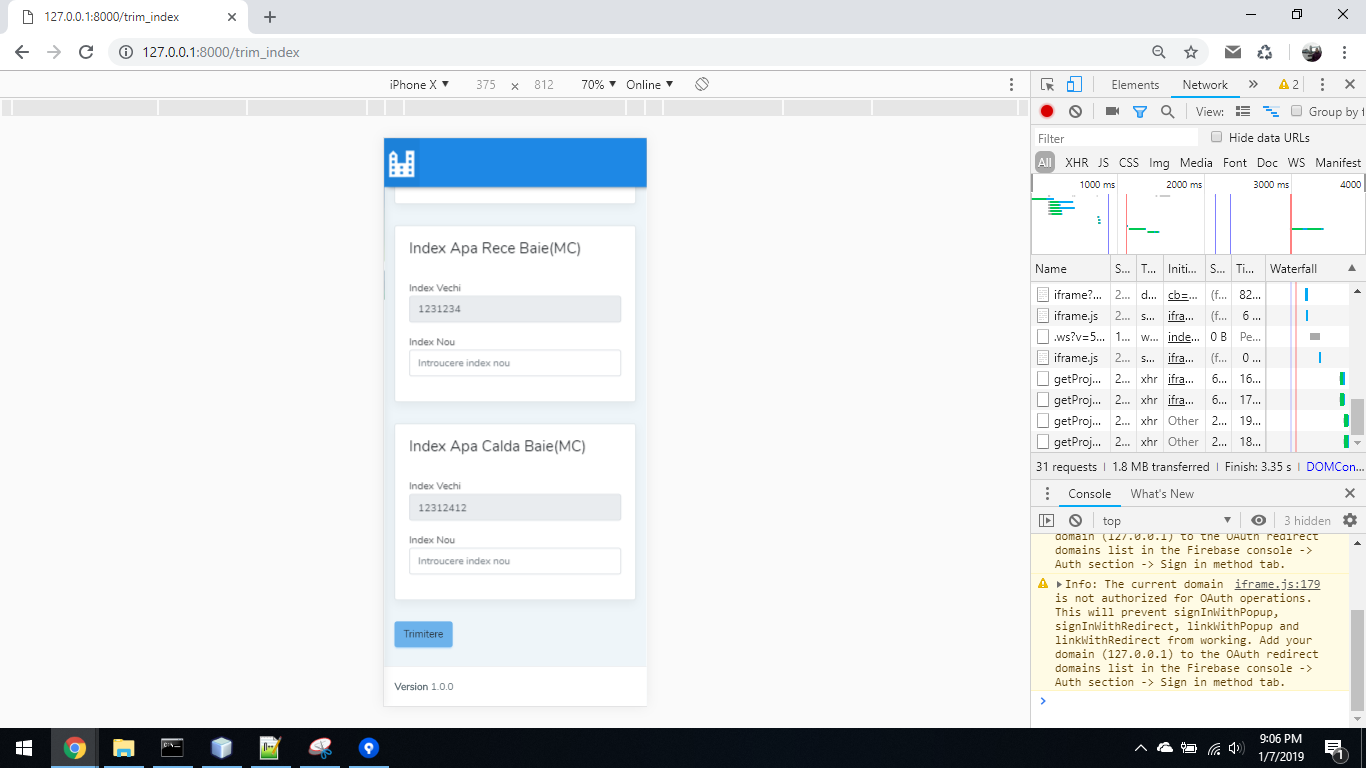 127.0.0.1:8000/trim_index
127.0.0.1:8000/trim_index
iPhone X ▼ 375 × 812 70% ▼ Online ▼
Index Apa Rece Baie(MC)
Index Vechi
1231234
Index Nou
Introucere index nou
Index Apa Calda Baie(MC)
Index Vechi
12312412
Index Nou
Introucere index nou
Trimitere
Version 1.0.0
Elements Network » 2
View: Group by f
Filter Hide data URLs
All XHR JS CSS Img Media Font Doc WS Manifest
1000 ms 2000 ms 3000 ms 4000
Name S... T... Initi... S... Ti... Waterfall
iframe?... 2... d... cb=... (f... 82...
iframe.js 2... s... ifra... (f... 6 ...
.ws?v=5... 1... w... inde... 0 B Pe...
iframe.js 2... s... ifra... (f... 0 ...
getProj... 2... xhr ifra... 6... 16...
getProj... 2... xhr ifra... 6... 17...
getProj... 2... xhr Other 2... 19...
getProj... 2... xhr Other 2... 18...
31 requests | 1.8 MB transferred | Finish: 3.35 s | DOMCon...
Console What's New
top ▼ 3 hidden
domain (127.0.0.1) to the OAuth redirect
domains list in the Firebase console ->
Auth section -> Sign in method tab.
Info: The current domain iframe.js:179
is not authorized for OAuth operations.
This will prevent signInWithPopup,
signInWithRedirect, linkWithPopup and
linkWithRedirect from working. Add your
domain (127.0.0.1) to the OAuth redirect
domains list in the Firebase console ->
Auth section -> Sign in method tab.
9:06 PM
1/7/2019
1